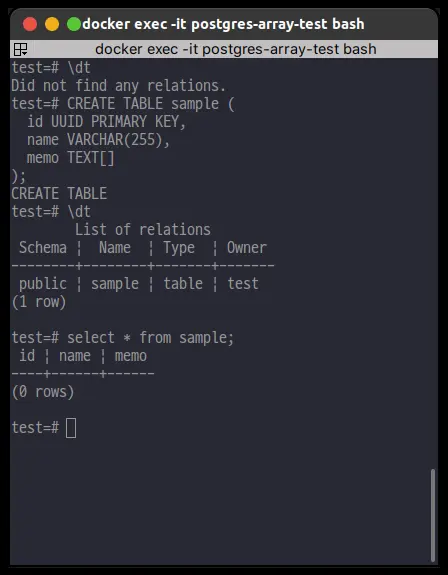 docker exec -it postgres-array-test bash
docker exec -it postgres-array-test bash
test=# \dt
Did not find any relations.
test=# CREATE TABLE sample (
  id UUID PRIMARY KEY,
  name VARCHAR(255),
  memo TEXT[]
);
CREATE TABLE
test=# \dt
        List of relations
 Schema ¦  Name  ¦ Type  ¦ Owner
--------+--------+-------+-------
 public ¦ sample ¦ table ¦ test
(1 row)

test=# select * from sample;
 id ¦ name ¦ memo
----+------+------
(0 rows)

test=#